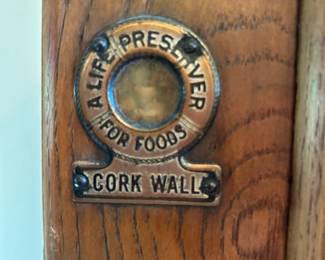 A LIFE PRESERVER
FOR FOODS
CORK WALL